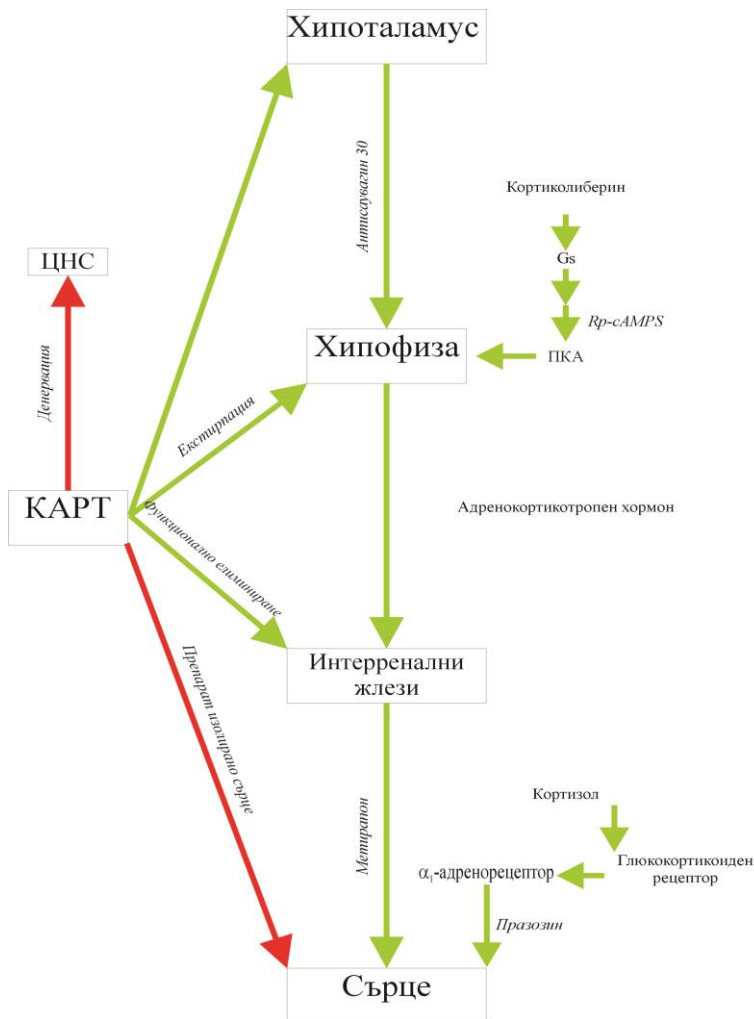 Хипоталамус
Антисаувагин 30
Кортиколиберин
ЦНС
Gs
Rp-cAMPS
Хипофиза
ПКА
Денервация
Екстирпация
КАРТ
Функционално елиминиране
Адренокортикотропен хормон
Интерренални
жлези
Препарат изолирано сърце
Метирапон
Кортизол
Глюкокортикоиден
рецептор
α₁-адренорецептор
Празозин
Сърце